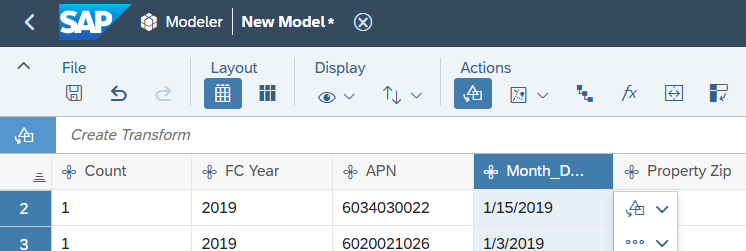 SAP Modeler New Model*
File Layout Display Actions
fx
Create Transform
Count FC Year APN Month_D... Property Zip
2 1 2019 6034030022 1/15/2019
3 1 2019 6020021026 1/3/2019